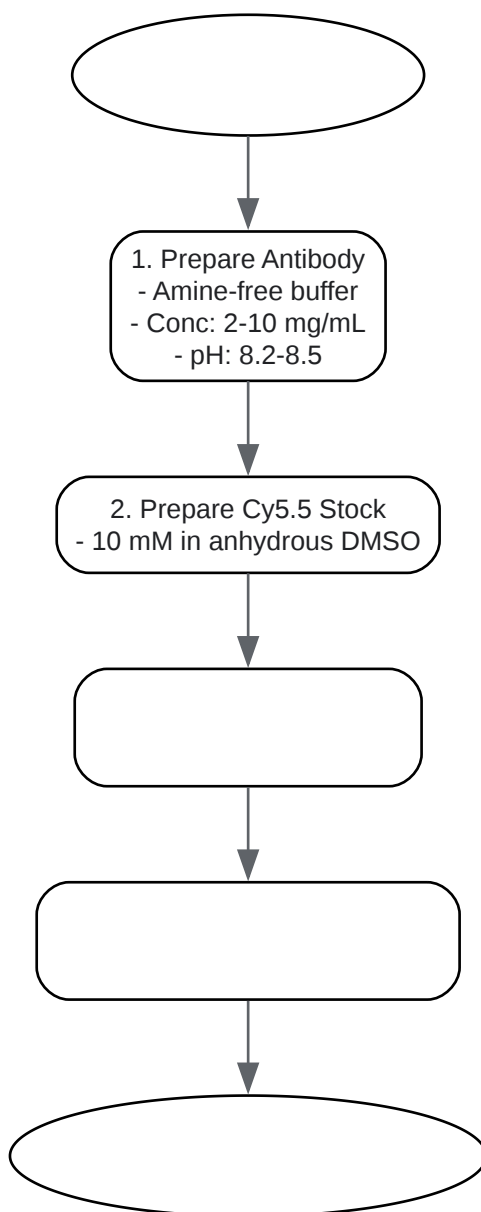 1. Prepare Antibody
- Amine-free buffer
- Conc: 2-10 mg/mL
- pH: 8.2-8.5
2. Prepare Cy5.5 Stock
- 10 mM in anhydrous DMSO